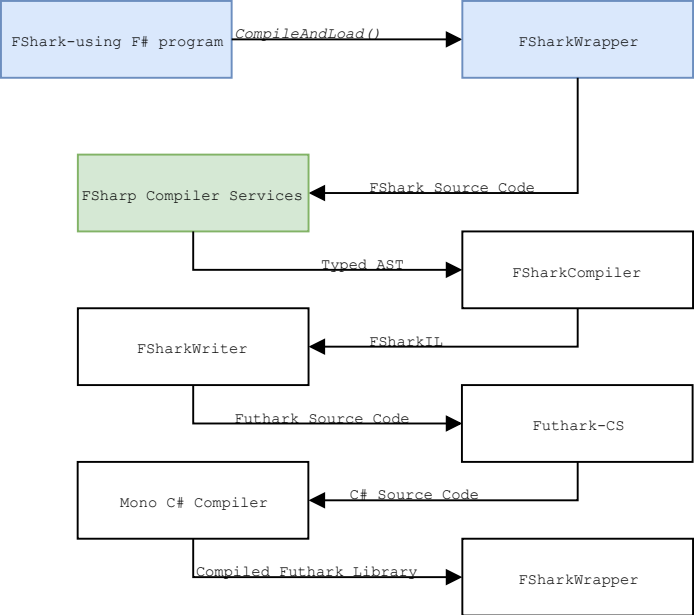 FShark-using F# program
CompileAndLoad()
FSharkWrapper
FShark Source Code
FSharp Compiler Services
Typed AST
FSharkCompiler
FSharkIL
FSharkWriter
Futhark Source Code
Futhark-CS
C# Source Code
Mono C# Compiler
Compiled Futhark Library
FSharkWrapper